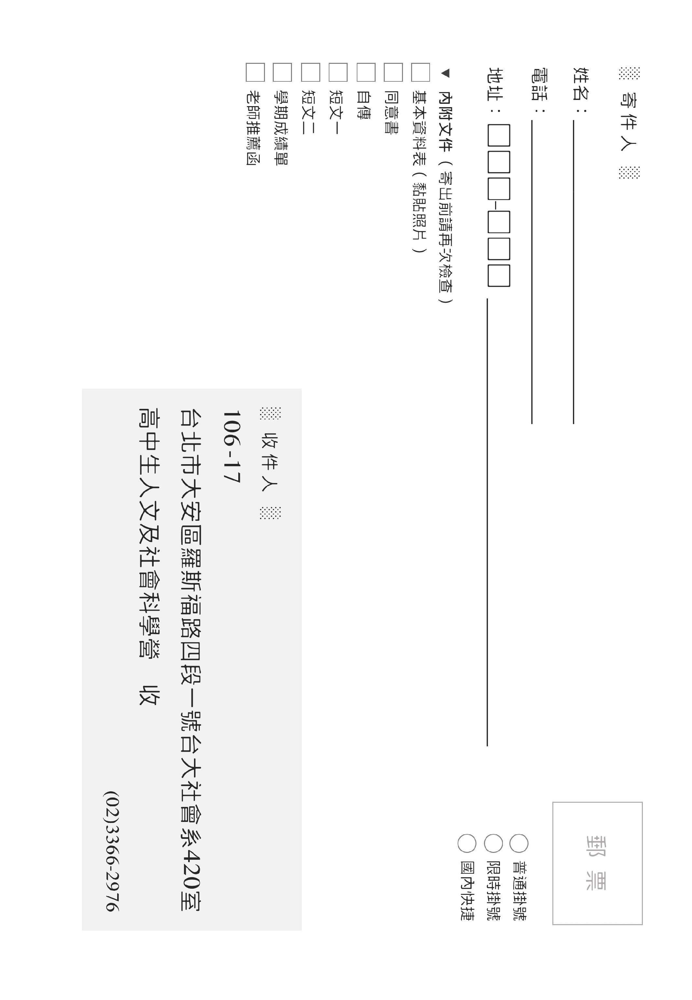 寄件人
姓名：
電話：
地址：□□□-□□□
郵票
普通掛號
限時掛號
國內快捷
▼ 內附文件（寄出前請再次檢查）
□ 基本資料表（黏貼照片）
□ 同意書
□ 自傳
□ 短文一
□ 短文二
□ 學期成績單
□ 老師推薦函
收件人
106-17
台北市大安區羅斯福路四段一號台大社會系420室
高中生人文及社會科學營　收
(02)3366-2976